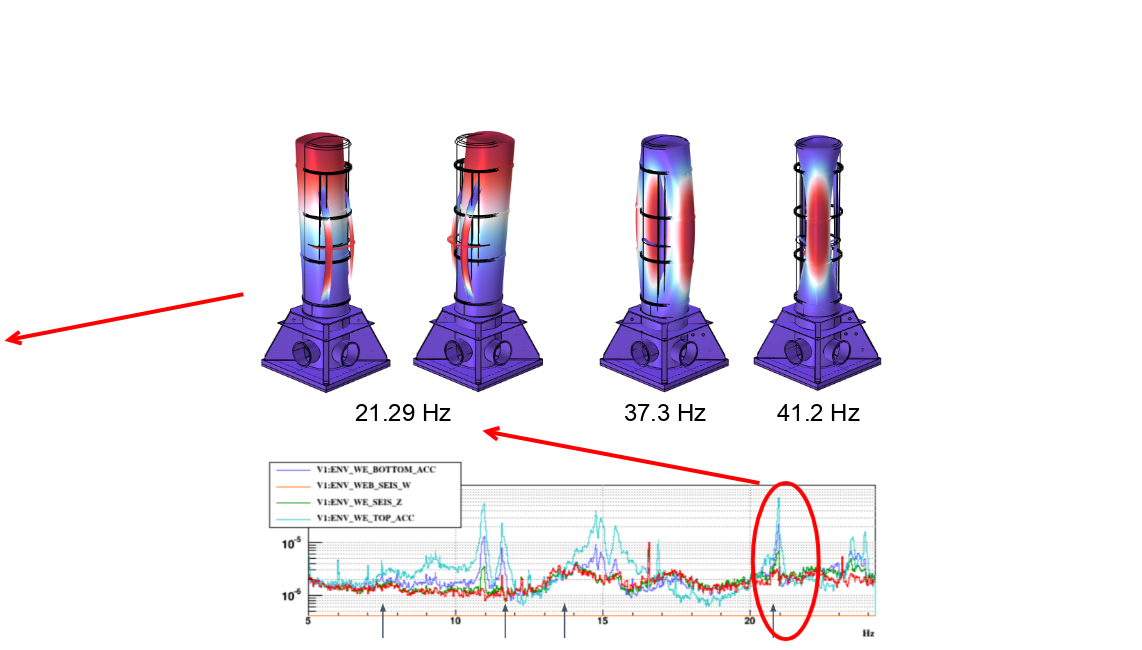 21.29 Hz 37.3 Hz 41.2 Hz
V1:ENV_WE_BOTTOM_ACC
V1:ENV_WEB_SEIS_W
V1:ENV_WE_SEIS_Z
V1:ENV_WE_TOP_ACC
10-5
10-6
5 10 15 20
Hz